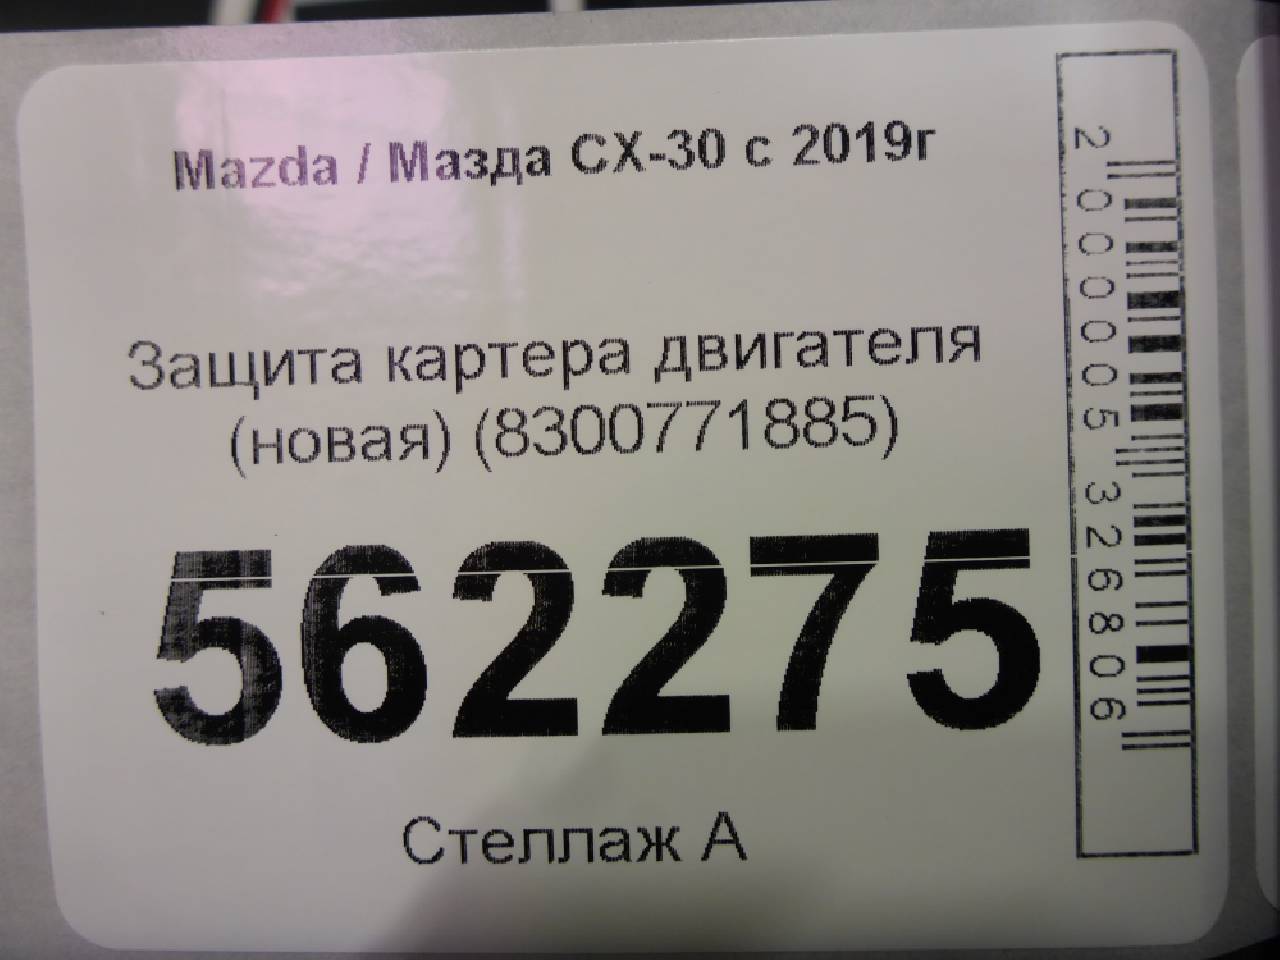 Mazda / Мазда CX-30 с 2019г
Защита картера двигателя
(новая) (8300771885)
562275
Стеллаж А
2000005326806